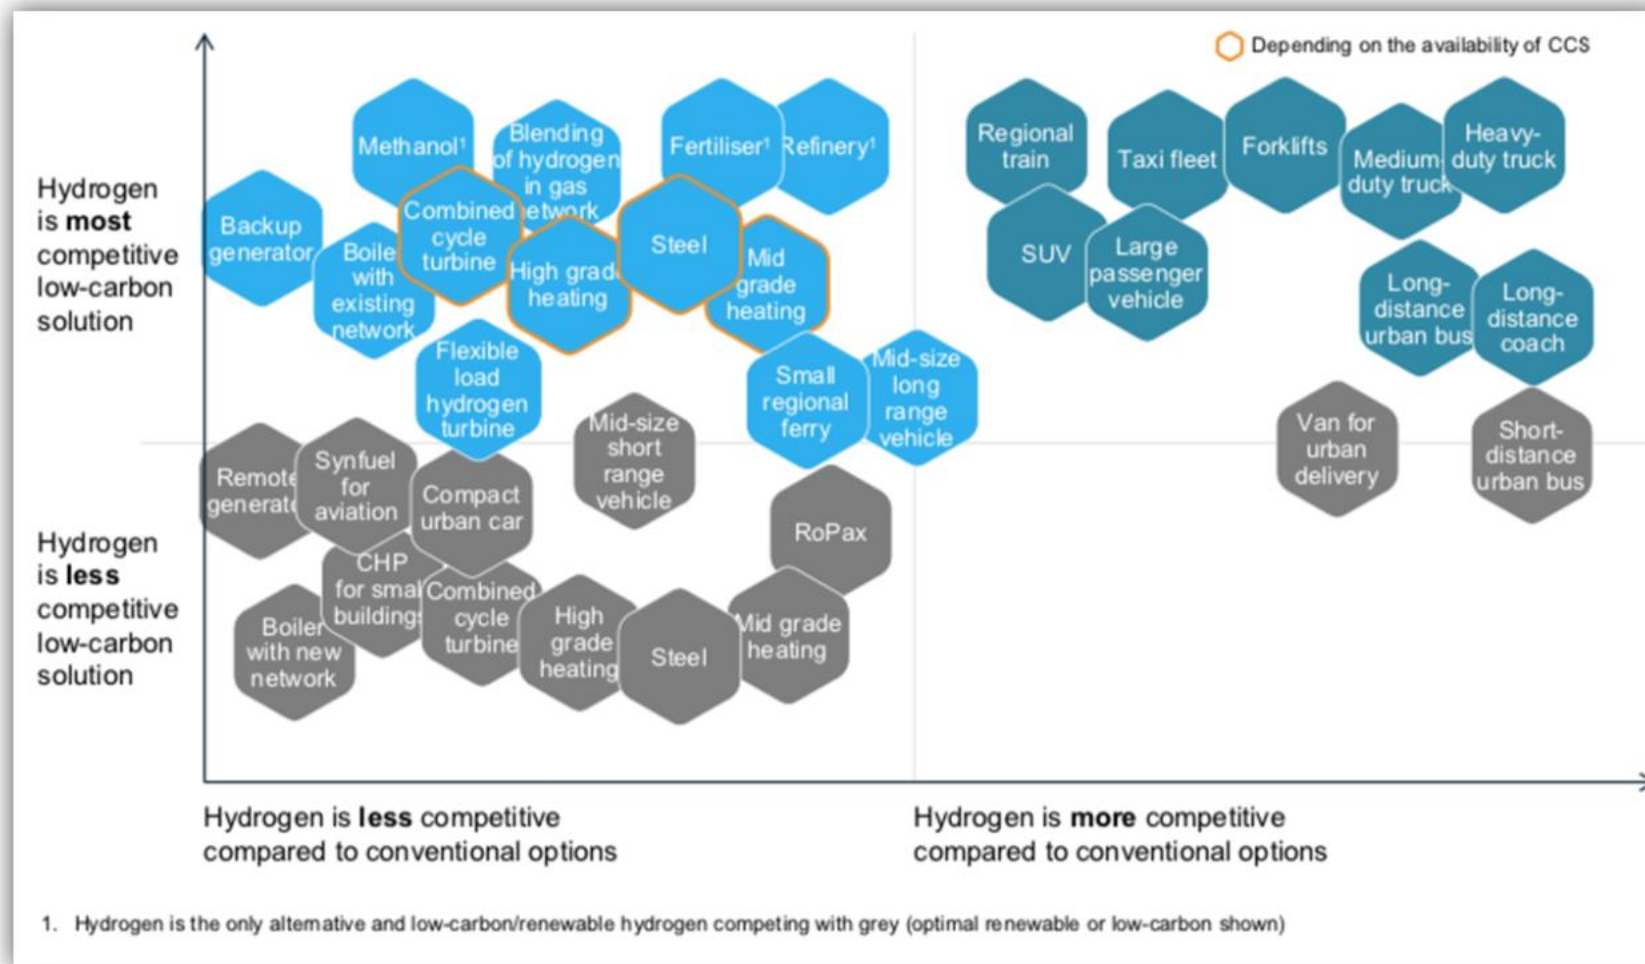 Depending on the availability of CCS
Hydrogen
is most
competitive
low-carbon
solution
Methanol¹
Blending
of hydrogen
in gas
etwork
Fertiliser¹
Refinery¹
Regional
train
Taxi fleet
Forklifts
Medium-
duty truck
Heavy-
duty truck
Backup
generator
Boile
with
existing
network
Combined
cycle
turbine
High grad
heating
Steel
Mid
grade
heating
SUV
Large
passenger
vehicle
Long-
distance
urban bus
Long-
distance
coach
Flexible
load
hydrogen
turbine
Small
regional
ferry
Mid-size
long
range
vehicle
Mid-size
short
range
vehicle
Van for
urban
delivery
Short-
distance
urban bus
Hydrogen
is less
competitive
low-carbon
solution
Remote
generat
Synfuel
for
aviation
Compact
urban car
RoPax
CHP
for smal
building
Boiler
with new
network
Combined
cycle
turbine
High
grade
heating
Steel
Mid grade
heating
Hydrogen is less competitive
compared to conventional options
Hydrogen is more competitive
compared to conventional options
1. Hydrogen is the only alternative and low-carbon/renewable hydrogen competing with grey (optimal renewable or low-carbon shown)